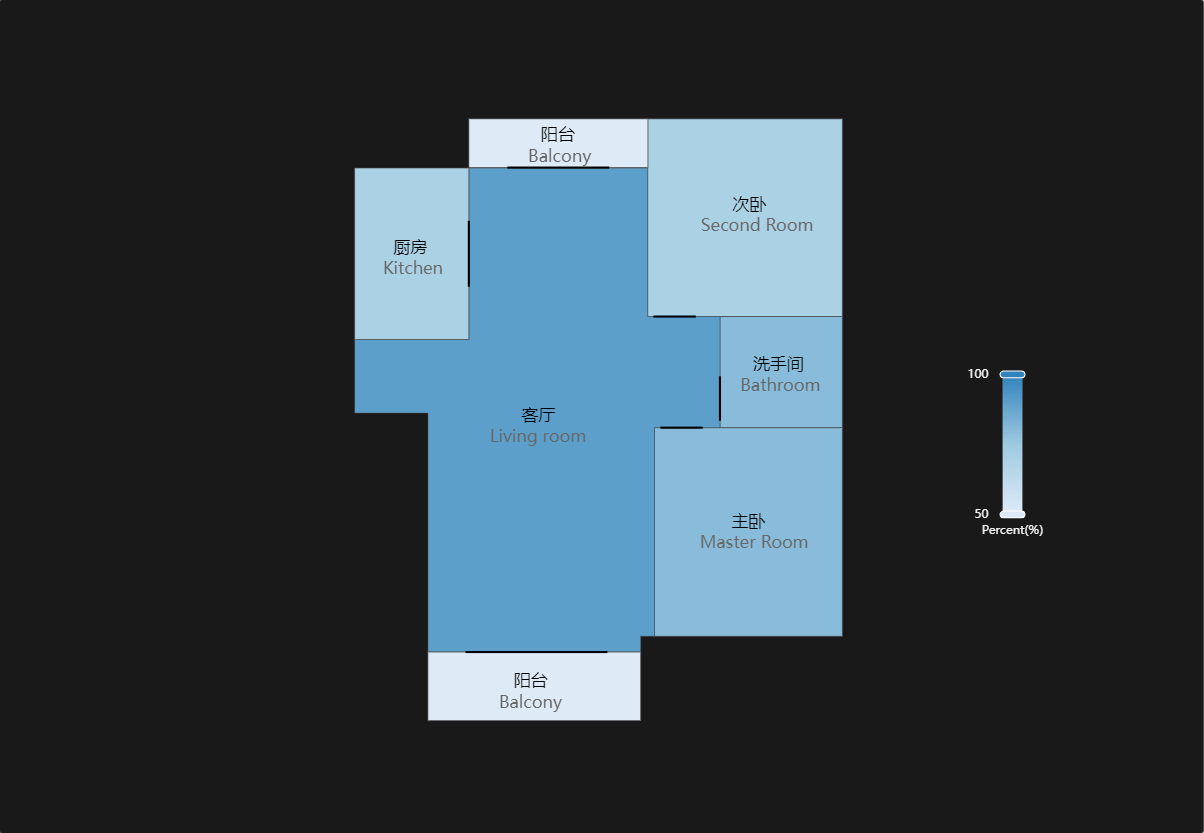 阳台
Balcony
次卧
Second Room
厨房
Kitchen
洗手间
Bathroom
客厅
Living room
主卧
Master Room
阳台
Balcony
100
50
Percent(%)